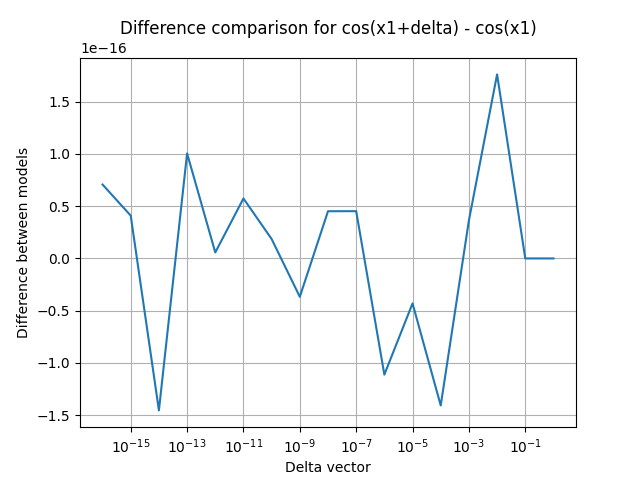 Difference comparison for cos(x1+delta) - cos(x1)
1e−16
1.5
1.0
0.5
0.0
−0.5
−1.0
−1.5
Difference between models
10⁻¹⁵ 10⁻¹³ 10⁻¹¹ 10⁻⁹ 10⁻⁷ 10⁻⁵ 10⁻³ 10⁻¹
Delta vector